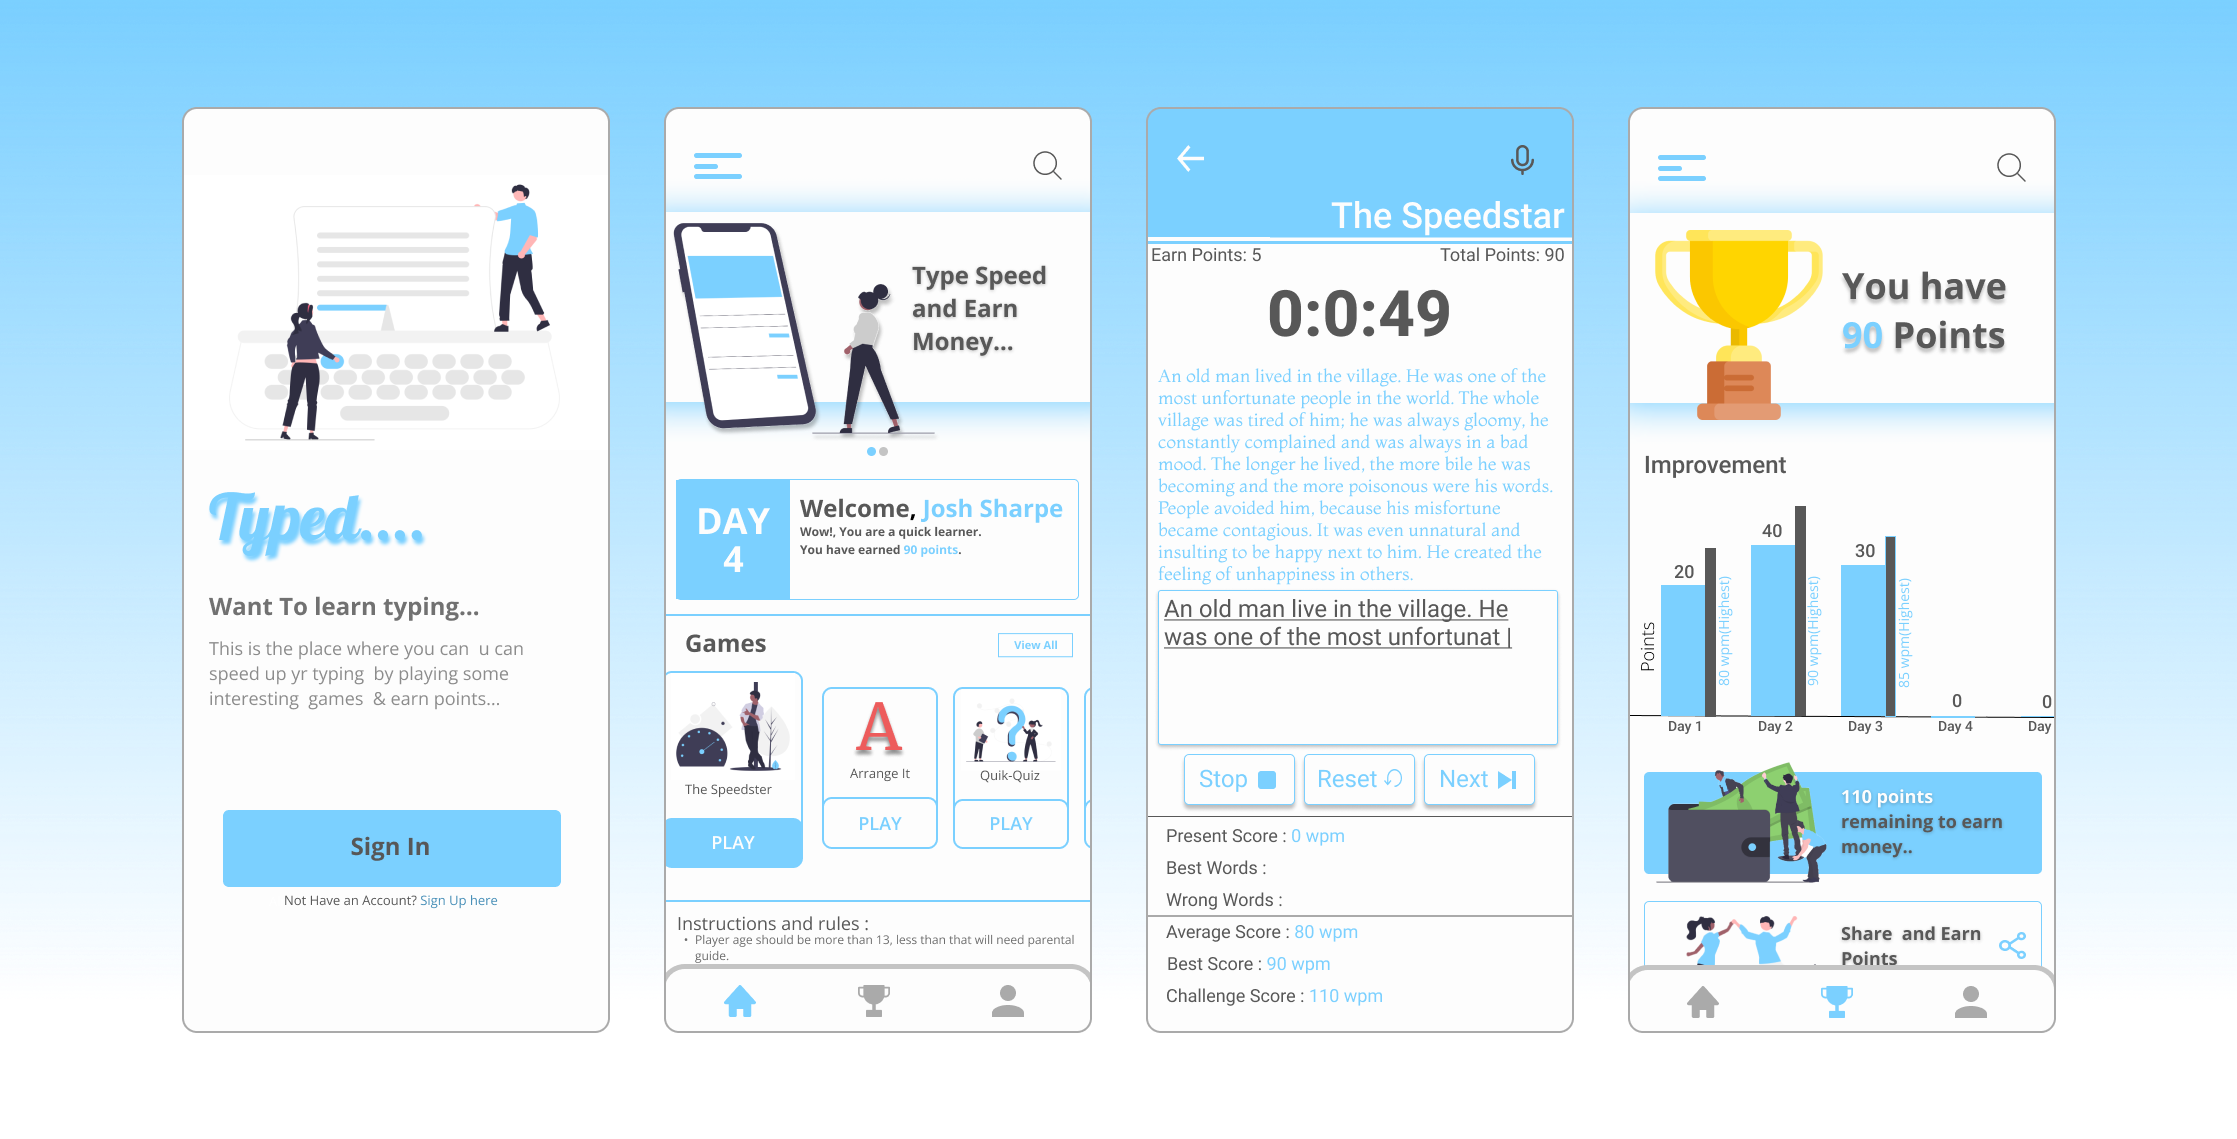 Typed....
Want To learn typing...
This is the place where you can  u can
speed up yr typing  by playing some
interesting  games  & earn points...
Sign In
Not Have an Account? Sign Up here
Type Speed
and Earn
Money...
DAY
4
Welcome, Josh Sharpe
Wow!, You are a quick learner.
You have earned 90 points.
Games
View All
The Speedster
PLAY
A
Arrange It
PLAY
?
Quik-Quiz
PLAY
Instructions and rules :
• Player age should be more than 13, less than that will need parental
guide.
The Speedstar
Earn Points: 5
Total Points: 90
0:0:49
An old man lived in the village. He was one of the
most unfortunate people in the world. The whole
village was tired of him; he was always gloomy, he
constantly complained and was always in a bad
mood. The longer he lived, the more bile he was
becoming and the more poisonous were his words.
People avoided him, because his misfortune
became contagious. It was even unnatural and
insulting to be happy next to him. He created the
feeling of unhappiness in others.
An old man live in the village. He
was one of the most unfortunat |
Stop
Reset
Next
Present Score : 0 wpm
Best Words :
Wrong Words :
Average Score : 80 wpm
Best Score : 90 wpm
Challenge Score : 110 wpm
You have
90 Points
Improvement
Points
20
80 wpm(Highest)
40
90 wpm(Highest)
30
85 wpm(Highest)
0
0
Day 1
Day 2
Day 3
Day 4
Day
110 points
remaining to earn
money..
Share  and Earn
Points